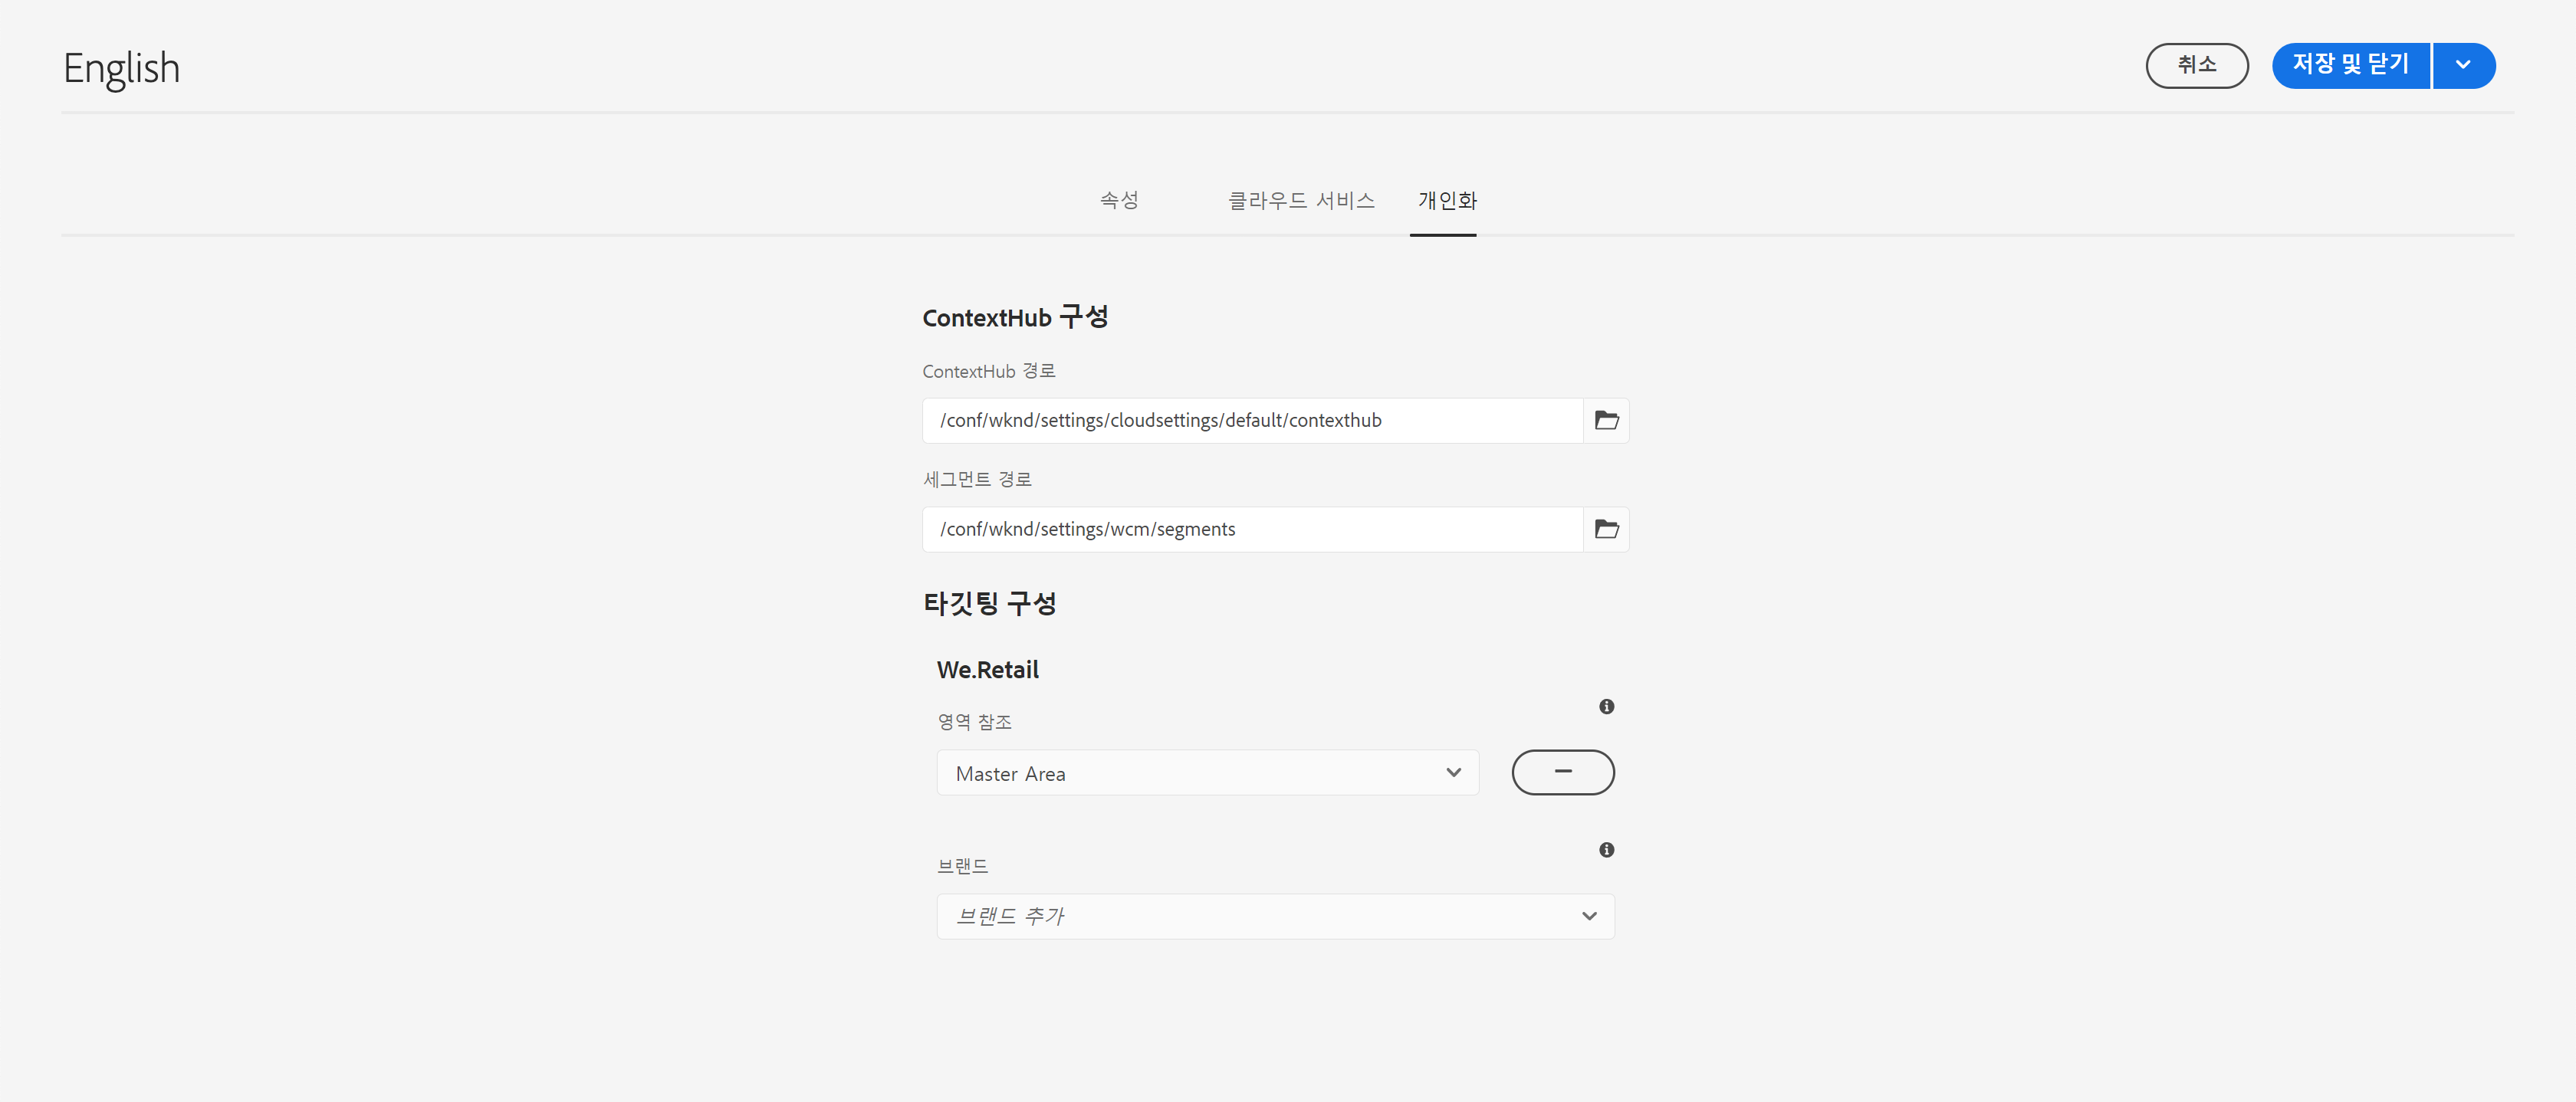 English
취소
저장 및 닫기
속성
클라우드 서비스
개인화
ContextHub 구성
ContextHub 경로
/conf/wknd/settings/cloudsettings/default/contexthub
세그먼트 경로
/conf/wknd/settings/wcm/segments
타깃팅 구성
We.Retail
영역 참조
Master Area
브랜드
브랜드 추가